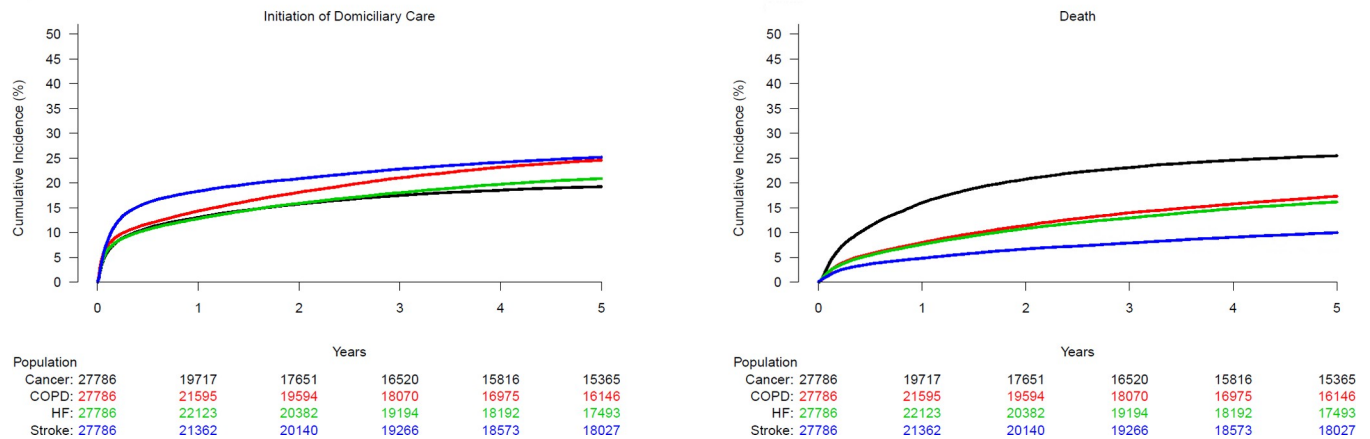 Initiation of Domiciliary Care
Cumulative Incidence (%)
50
45
40
35
30
25
20
15
10
5
0
0 1 2 3 4 5
Years
Population
Cancer: 27786 19717 17651 16520 15816 15365
COPD: 27786 21595 19594 18070 16975 16146
HF: 27786 22123 20382 19194 18192 17493
Stroke: 27786 21362 20140 19266 18573 18027
Death
Cumulative Incidence (%)
50
45
40
35
30
25
20
15
10
5
0
0 1 2 3 4 5
Years
Population
Cancer: 27786 19717 17651 16520 15816 15365
COPD: 27786 21595 19594 18070 16975 16146
HF: 27786 22123 20382 19194 18192 17493
Stroke: 27786 21362 20140 19266 18573 18027